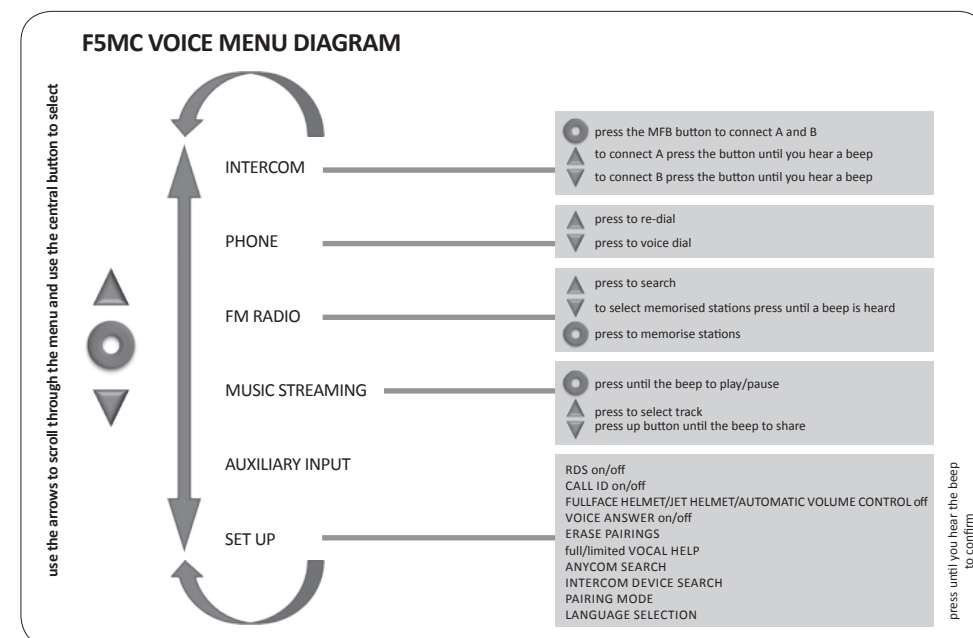 F5MC VOICE MENU DIAGRAM
use the arrows to scroll through the menu and use the central button to select
INTERCOM
press the MFB button to connect A and B
to connect A press the button until you hear a beep
to connect B press the button until you hear a beep
PHONE
press to re-dial
press to voice dial
FM RADIO
press to search
to select memorised stations press until a beep is heard
press to memorise stations
MUSIC STREAMING
press until the beep to play/pause
press to select track
press up button until the beep to share
AUXILIARY INPUT
SET UP
RDS on/off
CALL ID on/off
FULLFACE HELMET/JET HELMET/AUTOMATIC VOLUME CONTROL off
VOICE ANSWER on/off
ERASE PAIRINGS
full/limited VOCAL HELP
ANYCOM SEARCH
INTERCOM DEVICE SEARCH
PAIRING MODE
LANGUAGE SELECTION
press until you hear the beep
to confirm